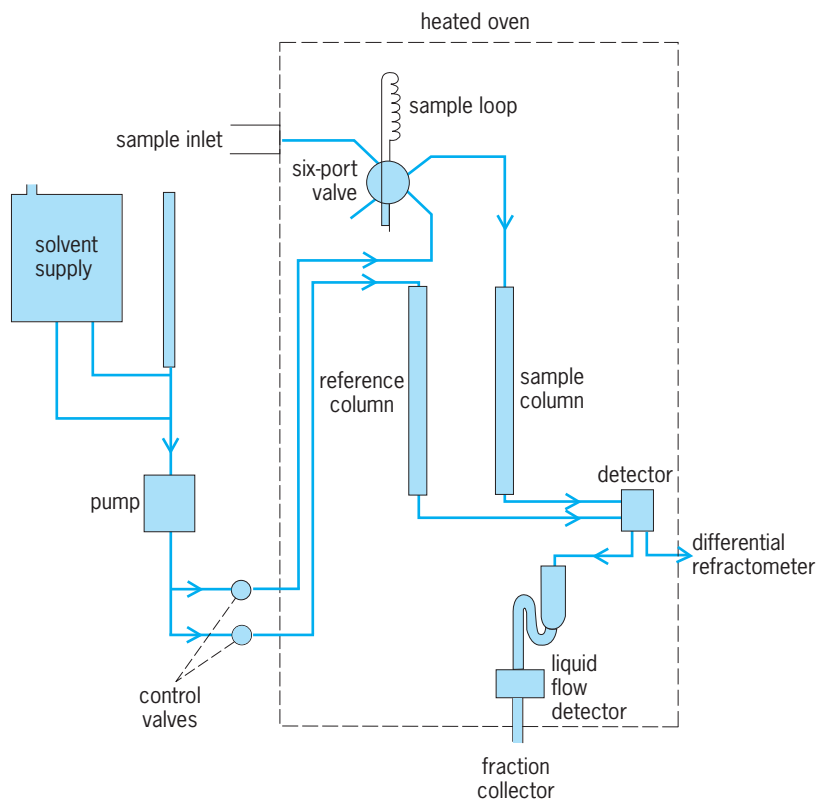 heated oven
sample loop
sample inlet
six-port
valve
solvent
supply
reference
column
sample
column
detector
pump
differential
refractometer
control
valves
liquid
flow
detector
fraction
collector